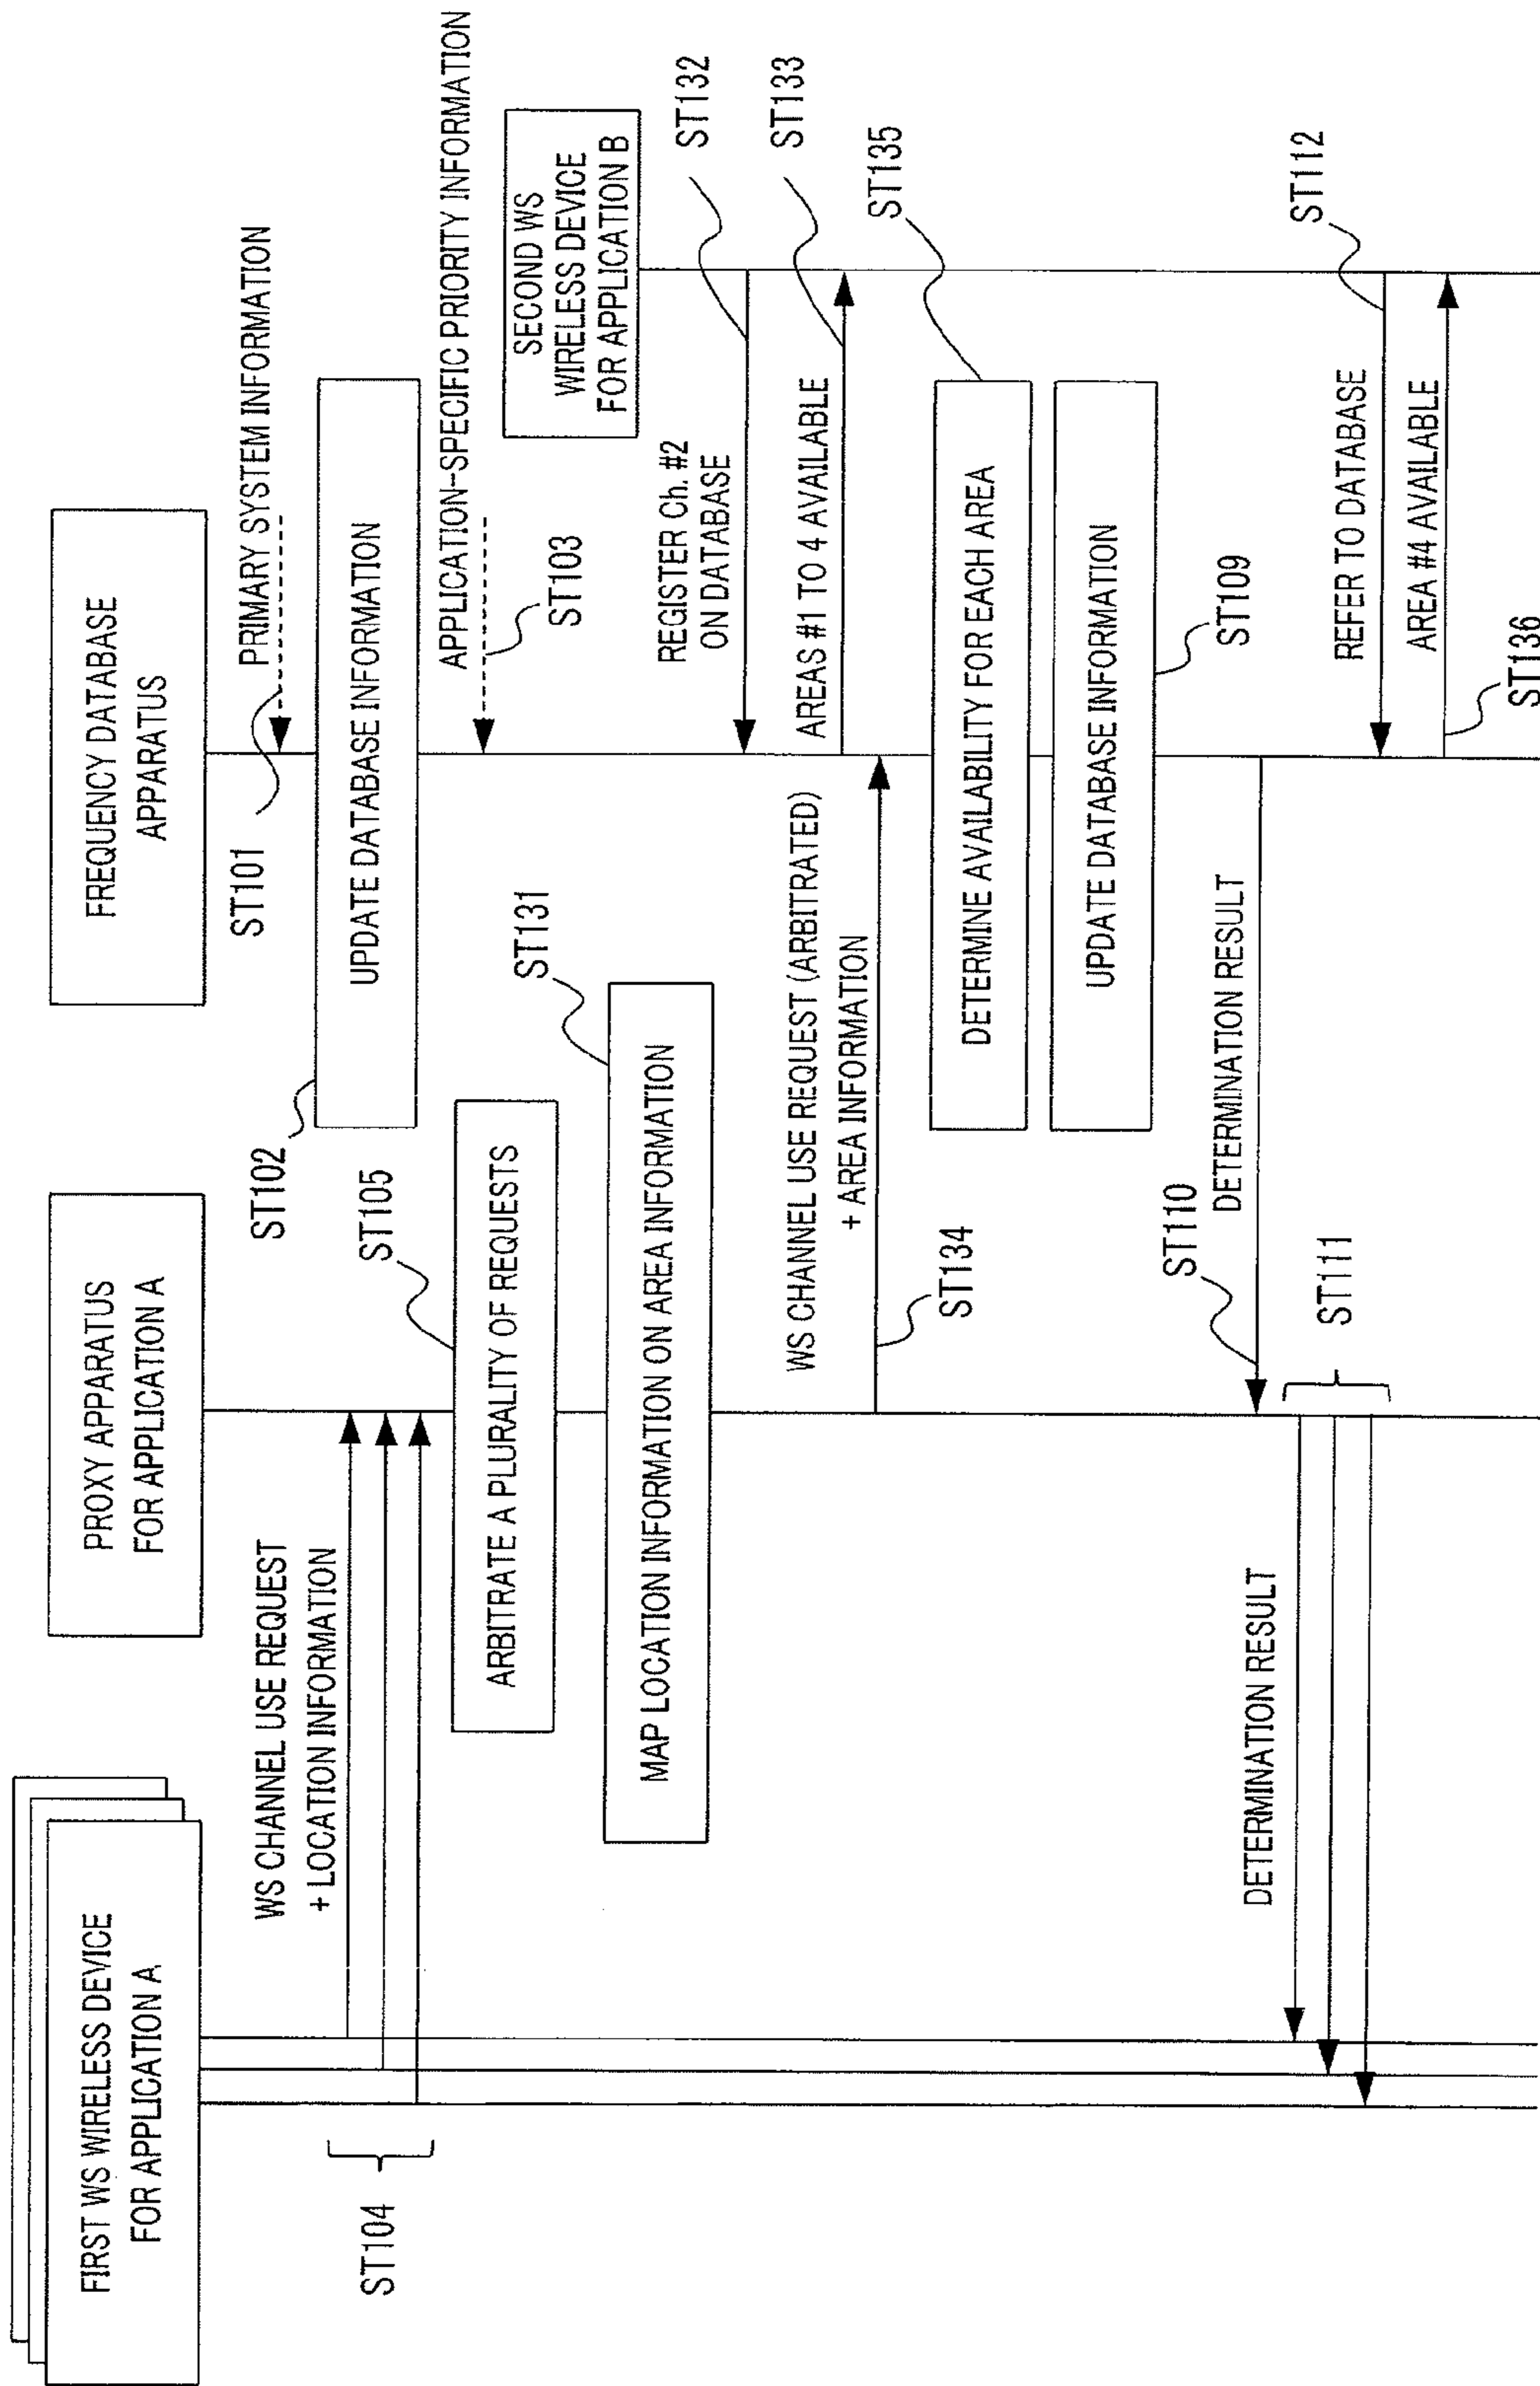 FIRST WS WIRELESS DEVICE
FOR APPLICATION A
PROXY APPARATUS
FOR APPLICATION A
FREQUENCY DATABASE
APPARATUS
ST101
PRIMARY SYSTEM INFORMATION
ST102
UPDATE DATABASE INFORMATION
WS CHANNEL USE REQUEST
+ LOCATION INFORMATION
ST104
ST105
ARBITRATE A PLURALITY OF REQUESTS
APPLICATION-SPECIFIC PRIORITY INFORMATION
ST103
SECOND WS
WIRELESS DEVICE
FOR APPLICATION B
ST131
MAP LOCATION INFORMATION ON AREA INFORMATION
REGISTER Ch. #2
ON DATABASE
ST132
AREAS #1 TO 4 AVAILABLE
ST133
WS CHANNEL USE REQUEST (ARBITRATED)
+ AREA INFORMATION
ST134
ST135
DETERMINE AVAILABILITY FOR EACH AREA
UPDATE DATABASE INFORMATION
ST109
ST110
DETERMINATION RESULT
DETERMINATION RESULT
ST111
REFER TO DATABASE
ST112
AREA #4 AVAILABLE
ST136